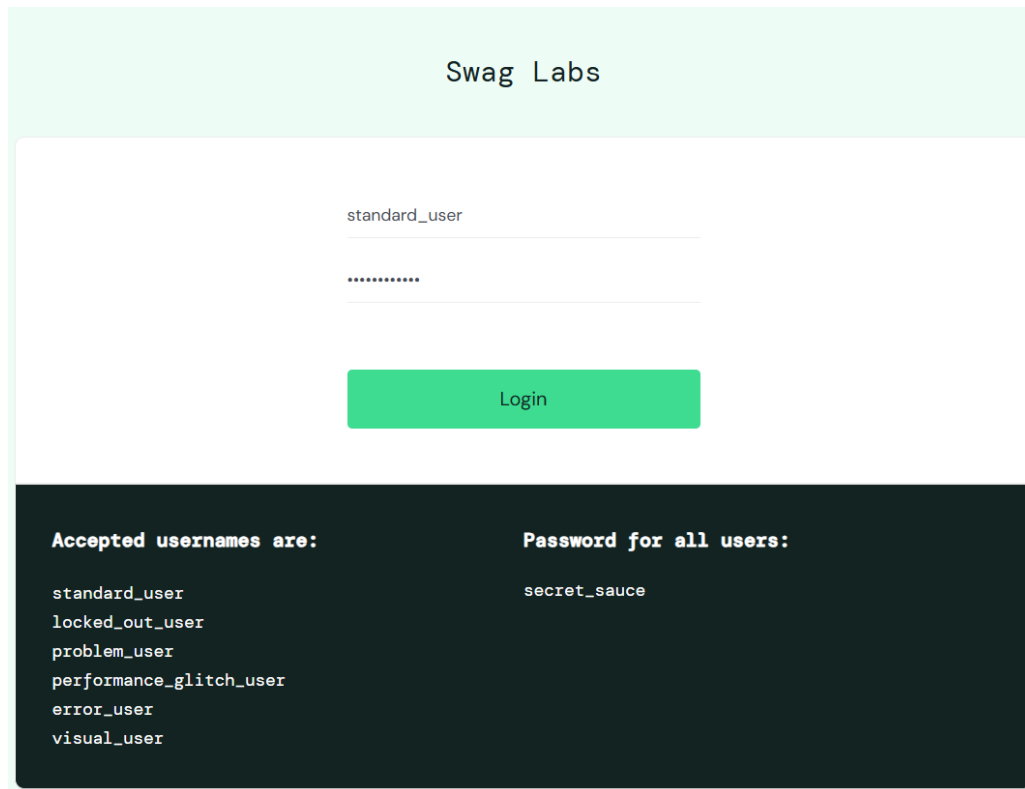 Swag Labs
standard_user
••••••••••••
Login
Accepted usernames are:
standard_user
locked_out_user
problem_user
performance_glitch_user
error_user
visual_user
Password for all users:
secret_sauce